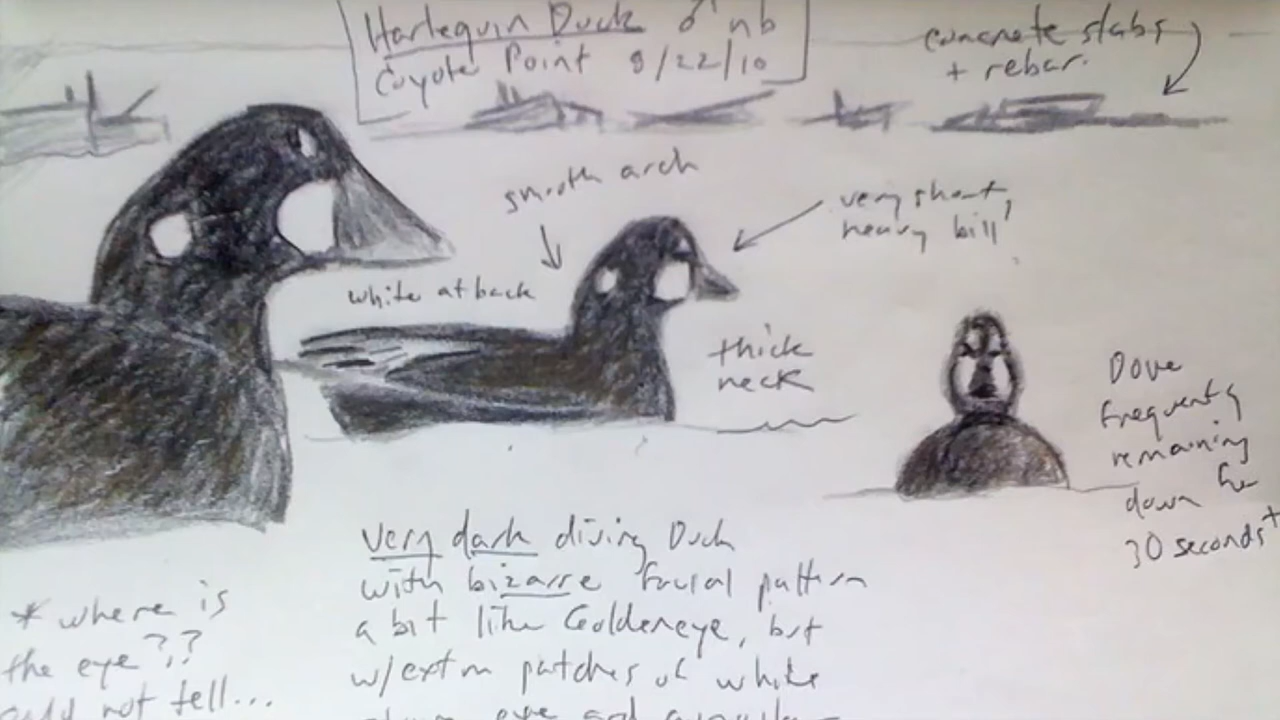 Harlequin Duck ♂ nb
Coyote Point 9/22/10
concrete slabs
+ rebar.
smooth arch
very short,
heavy bill
white at back
thick
neck
Dove
frequently
remaining
down for
30 seconds+
very dark diving Duck
with bizarre facial pattern
a bit like Goldeneye, but
w/extra patches of white
eye and
* where is
the eye???
could not tell...